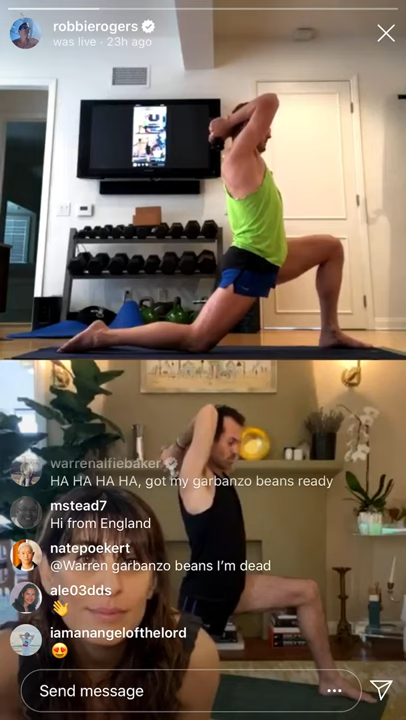 robbierogers
was live · 23h ago
warrenalfiebaker
HA HA HA HA, got my garbanzo beans ready
mstead7
Hi from England
natepoekert
@Warren garbanzo beans I'm dead
ale03dds
👋
iamanangelofthelord
😍
Send message